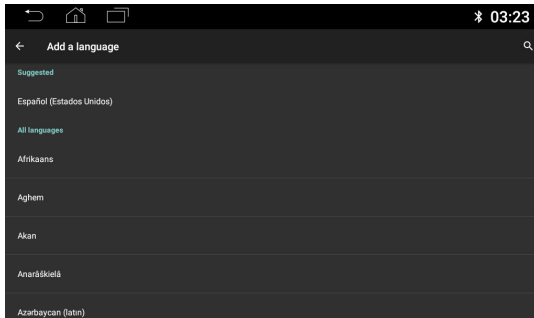 03:23
Add a language
Suggested
Español (Estados Unidos)
All languages
Afrikaans
Aghem
Akan
Anarâškielâ
Azərbaycan (latın)